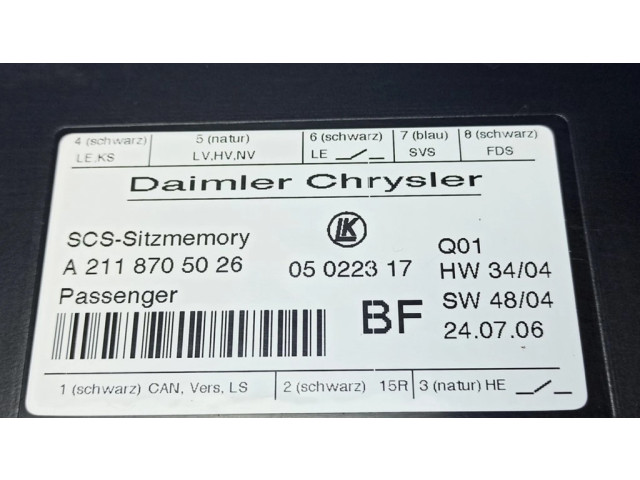 4 (schwarz) 5 (natur) 6 (schwarz) 7 (blau) 8 (schwarz)
LE,KS LV,HV,NV LE SVS FDS
Daimler Chrysler
SCS-Sitzmemory LK Q01
A 211 870 50 26 05 0223 17 HW 34/04
Passenger BF SW 48/04
24.07.06
1 (schwarz) CAN, Vers, LS 2 (schwarz) 15R 3 (natur) HE